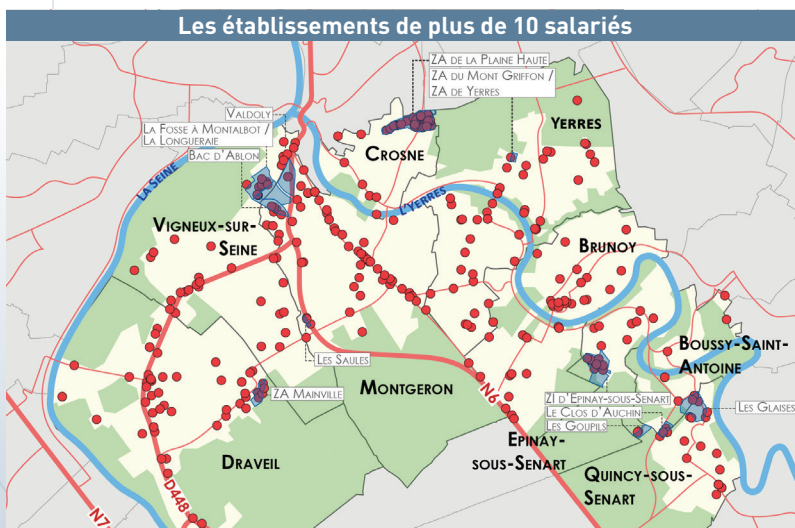 Les établissements de plus de 10 salariés
ZA de la Plaine Haute
ZA du Mont Griffon /
ZA de Yerres
Valdoly
La Fosse à Montalbot /
La Longueraie
Bac d'Ablon
Yerres
Crosne
La Seine
L'Yerres
Vigneux-sur-
Seine
Brunoy
Boussy-Saint-
Antoine
Les Saules
ZA Mainville
Montgeron
N6
ZI d'Epinay-sous-Senart
Le Clos d'Auchin
Les Goupils
Les Glaises
Draveil
Epinay-
sous-Senart
Quincy-sous-
Senart
D448
N7